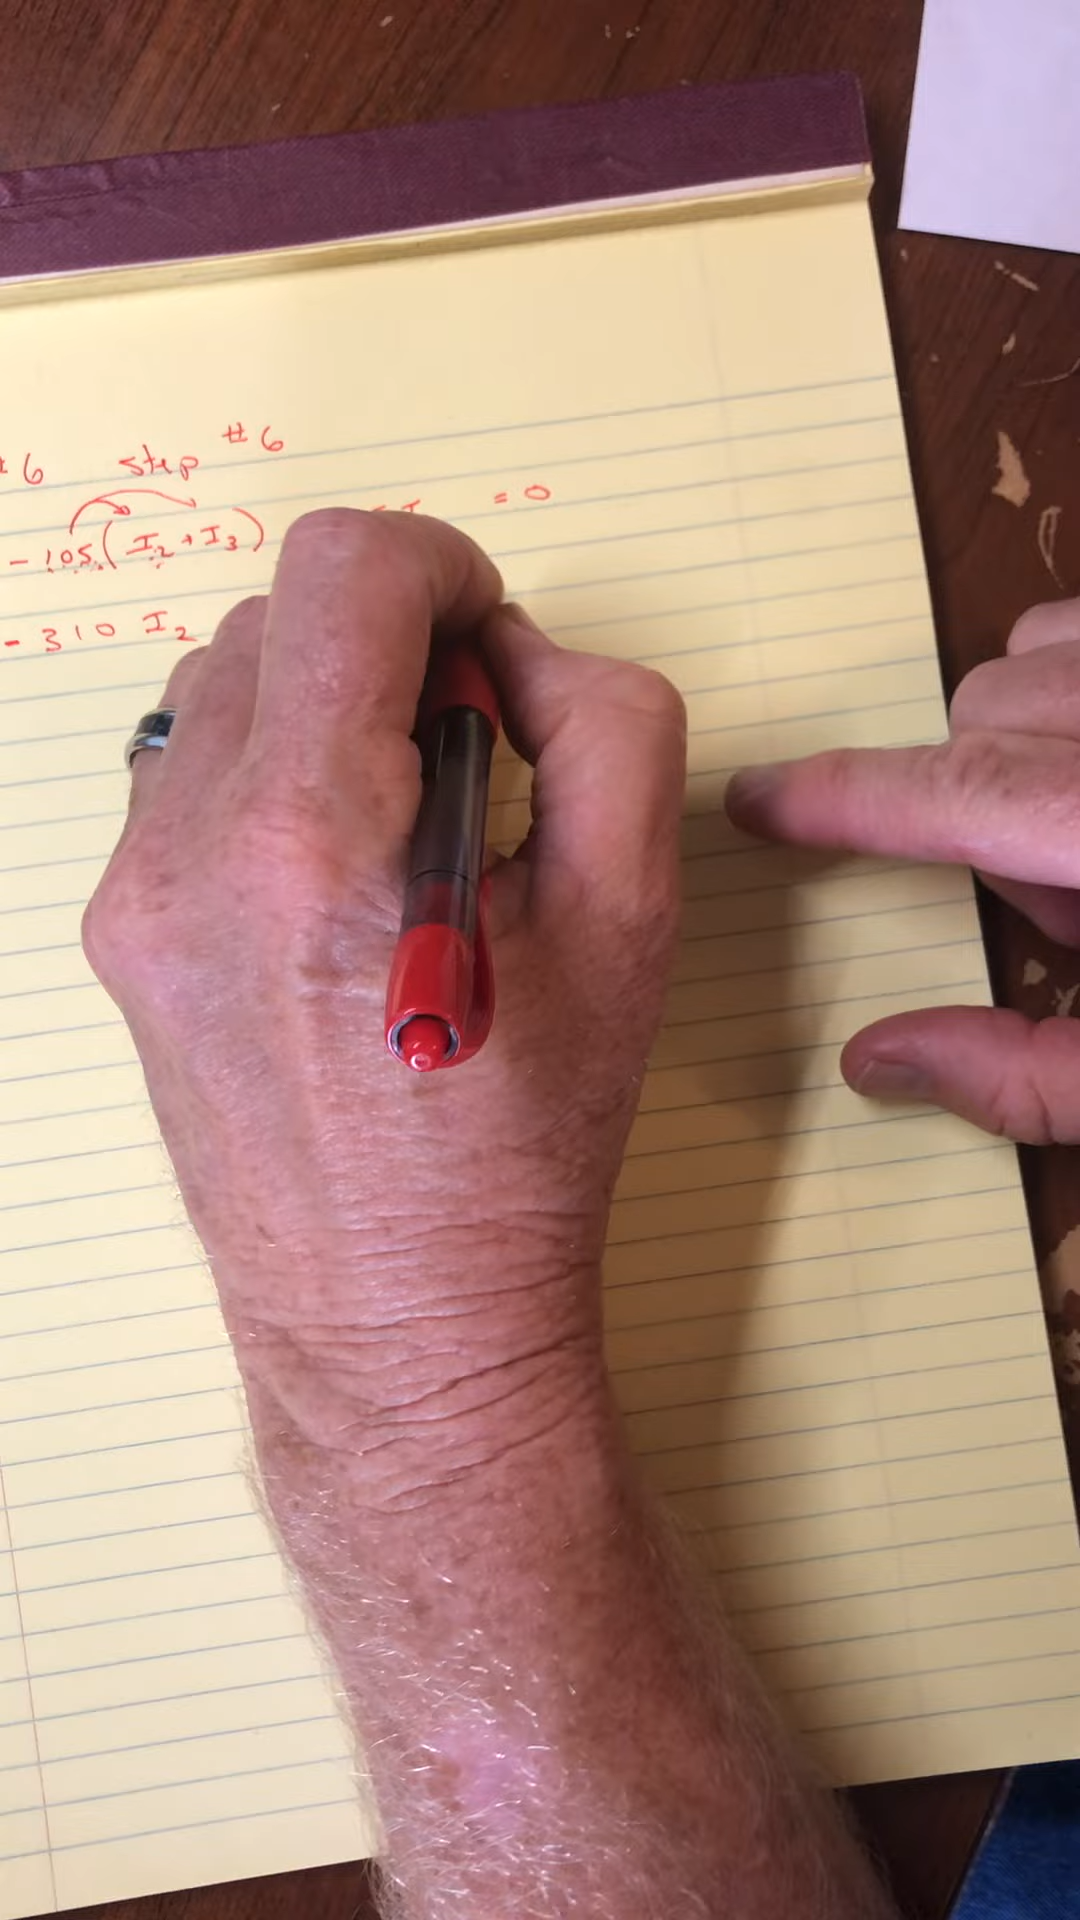 #6 step #6
- 105 ( I2 + I3 ) = 0
- 310 I2